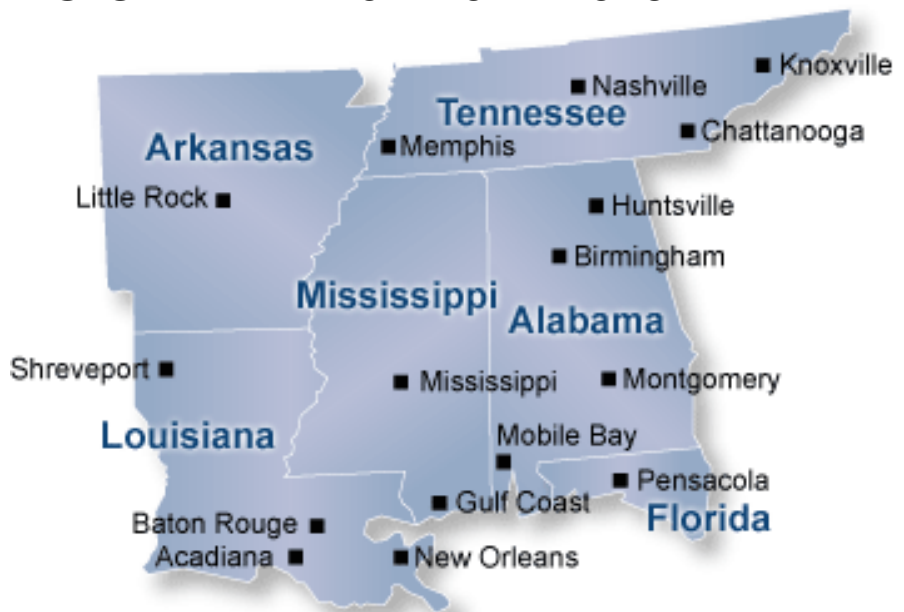 Knoxville
Nashville
Tennessee
Chattanooga
Memphis
Arkansas
Little Rock
Huntsville
Birmingham
Mississippi
Alabama
Shreveport
Mississippi
Montgomery
Louisiana
Mobile Bay
Pensacola
Gulf Coast
Florida
Baton Rouge
Acadiana
New Orleans